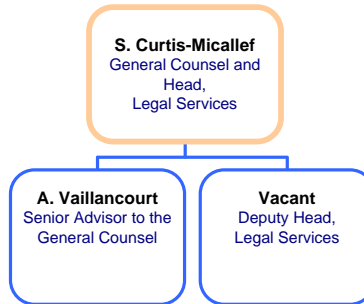 S. Curtis-Micallef
General Counsel and
Head,
Legal Services
A. Vaillancourt
Senior Advisor to the
General Counsel
Vacant
Deputy Head,
Legal Services